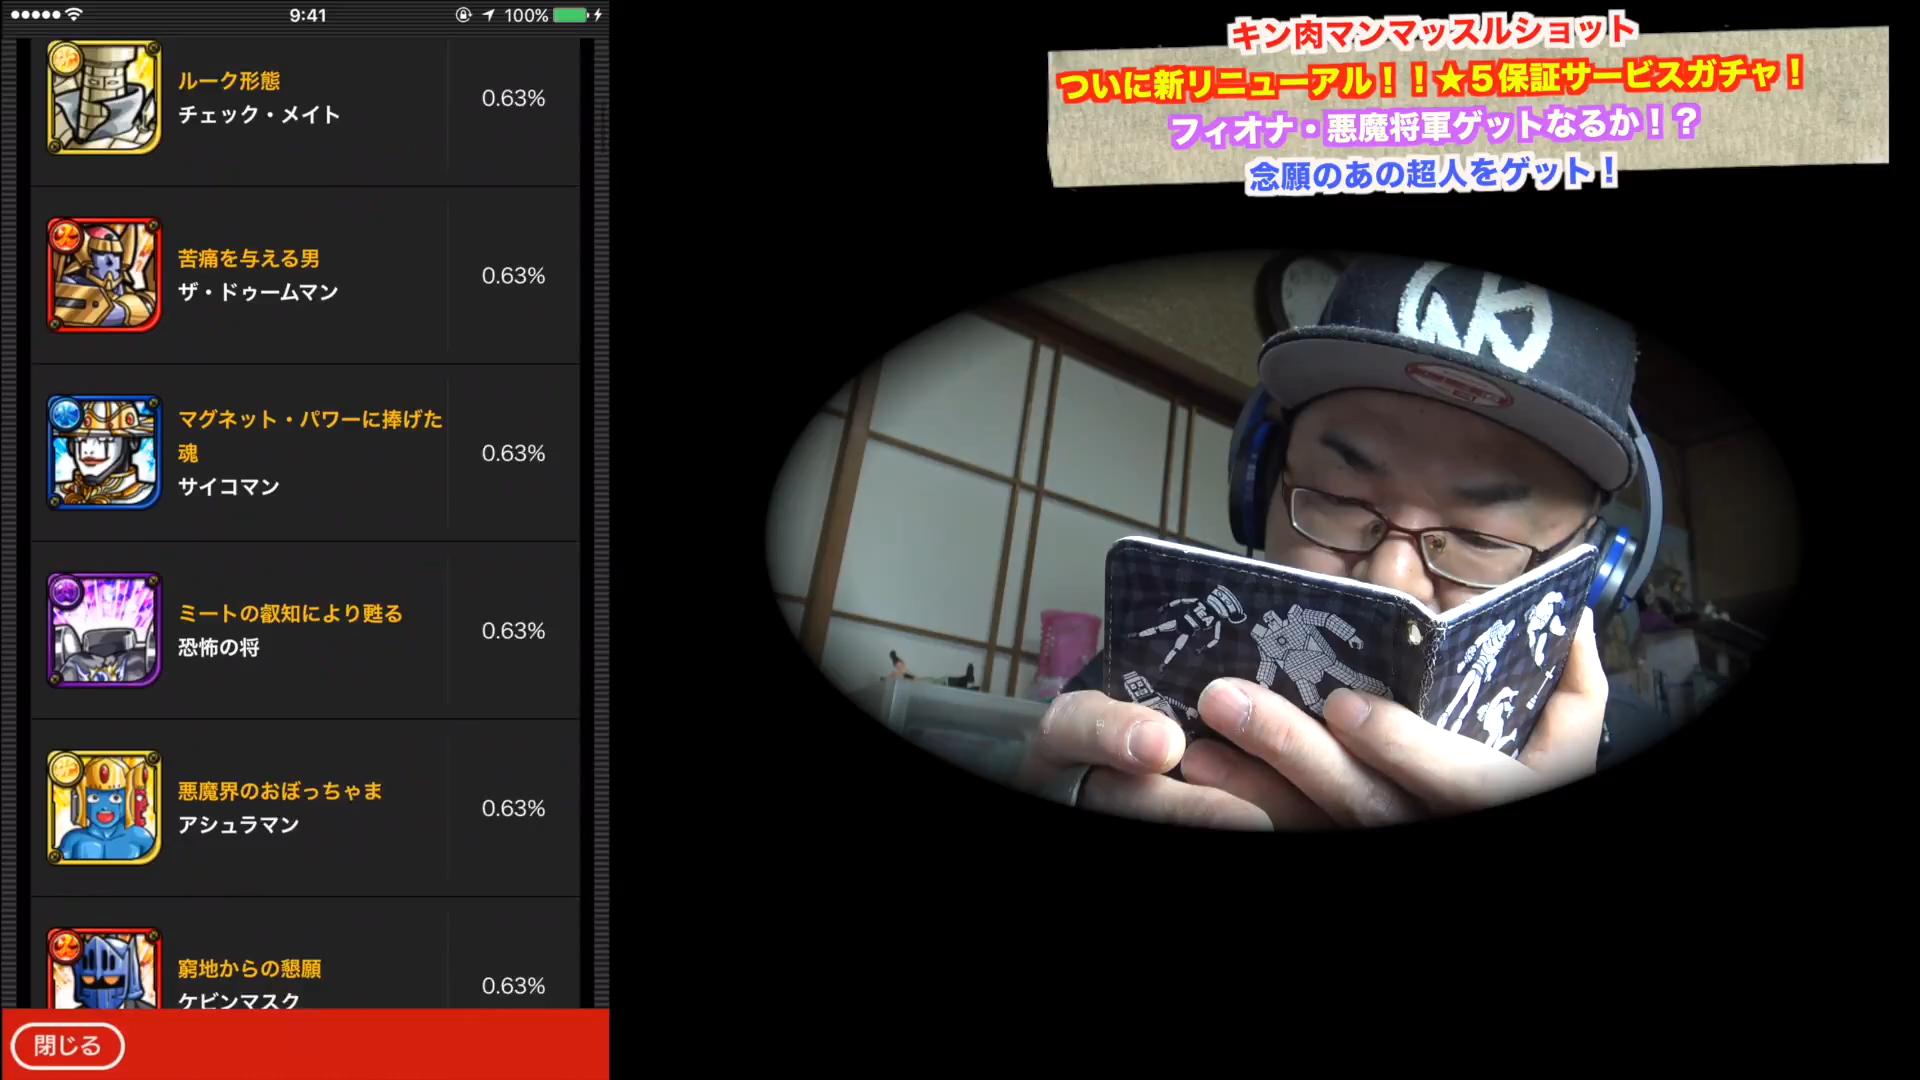 9:41
100%
ルーク形態
チェック・メイト
0.63%
苦痛を与える男
ザ・ドゥームマン
0.63%
マグネット・パワーに捧げた
魂
サイコマン
0.63%
ミートの叡知により甦る
恐怖の将
0.63%
悪魔界のおぼっちゃま
アシュラマン
0.63%
窮地からの懇願
ケビンマスク
0.63%
閉じる
キン肉マンマッスルショット
ついに新リニューアル！！★５保証サービスガチャ！
フィオナ・悪魔将軍ゲットなるか！？
念願のあの超人をゲット！